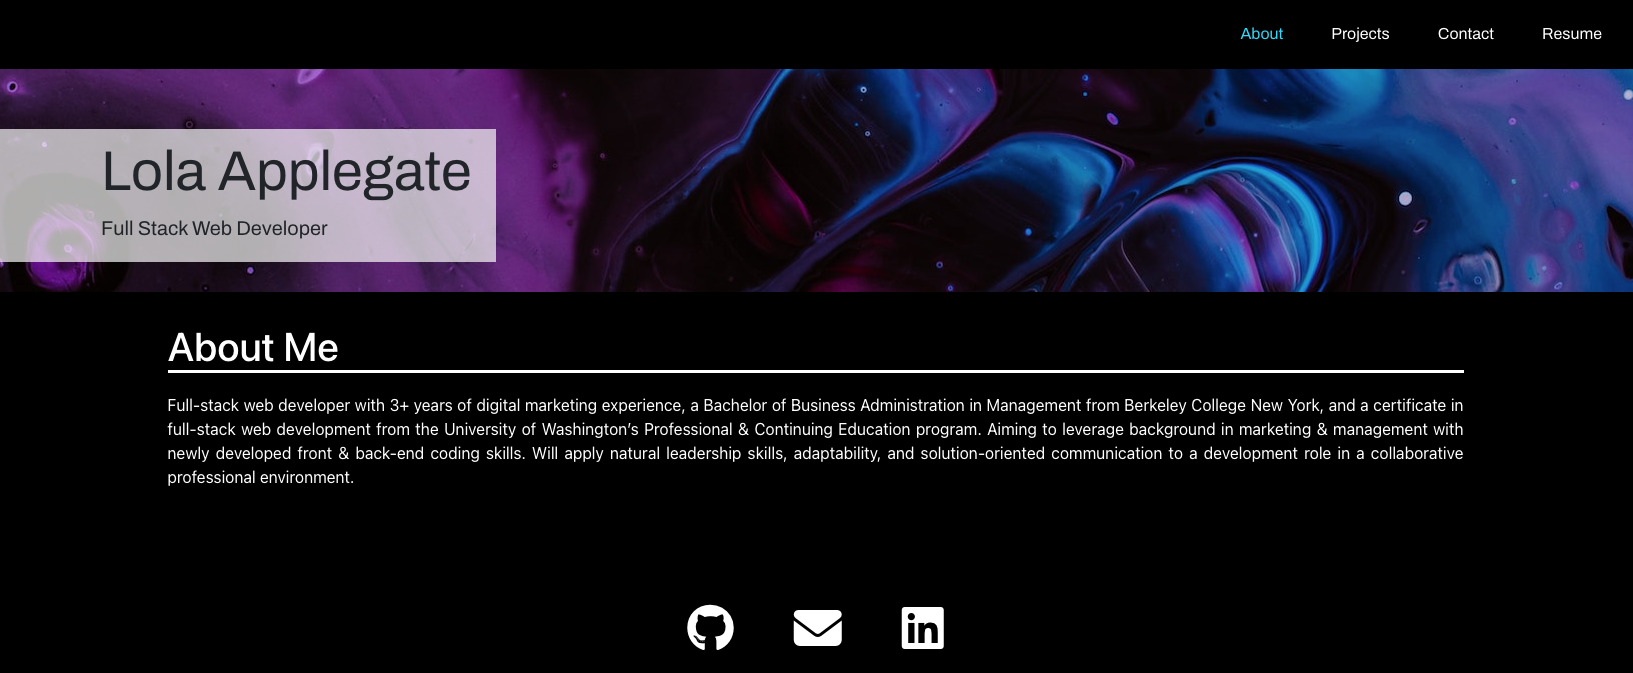 About Projects Contact Resume
Lola Applegate
Full Stack Web Developer
About Me
Full-stack web developer with 3+ years of digital marketing experience, a Bachelor of Business Administration in Management from Berkeley College New York, and a certificate in
full-stack web development from the University of Washington’s Professional & Continuing Education program. Aiming to leverage background in marketing & management with
newly developed front & back-end coding skills. Will apply natural leadership skills, adaptability, and solution-oriented communication to a development role in a collaborative
professional environment.
in